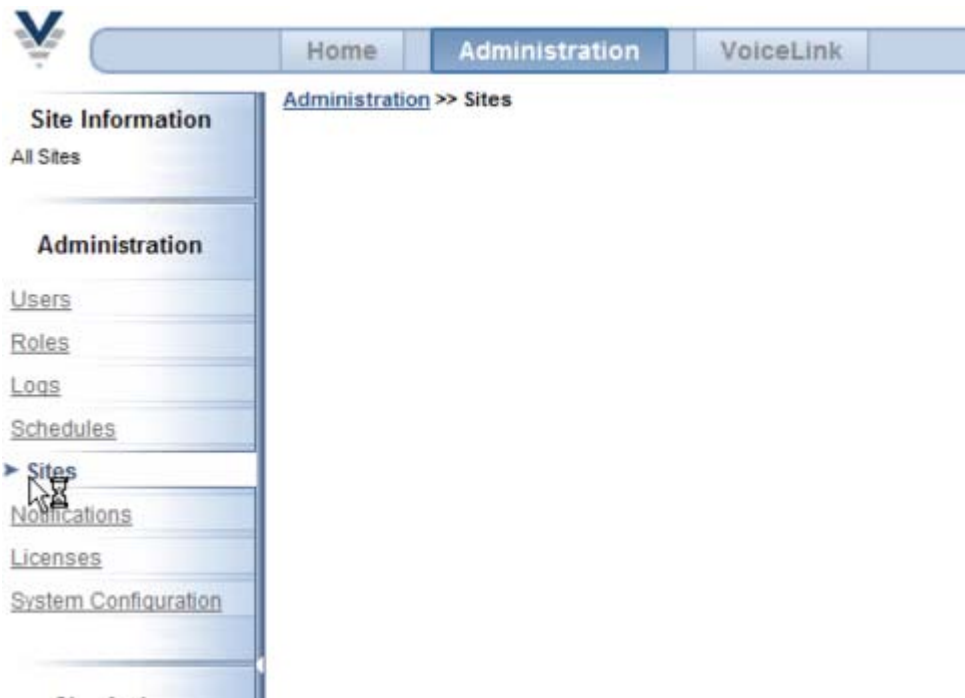 Home Administration VoiceLink
Administration >> Sites
Site Information
All Sites
Administration
Users
Roles
Logs
Schedules
Sites
Notifications
Licenses
System Configuration